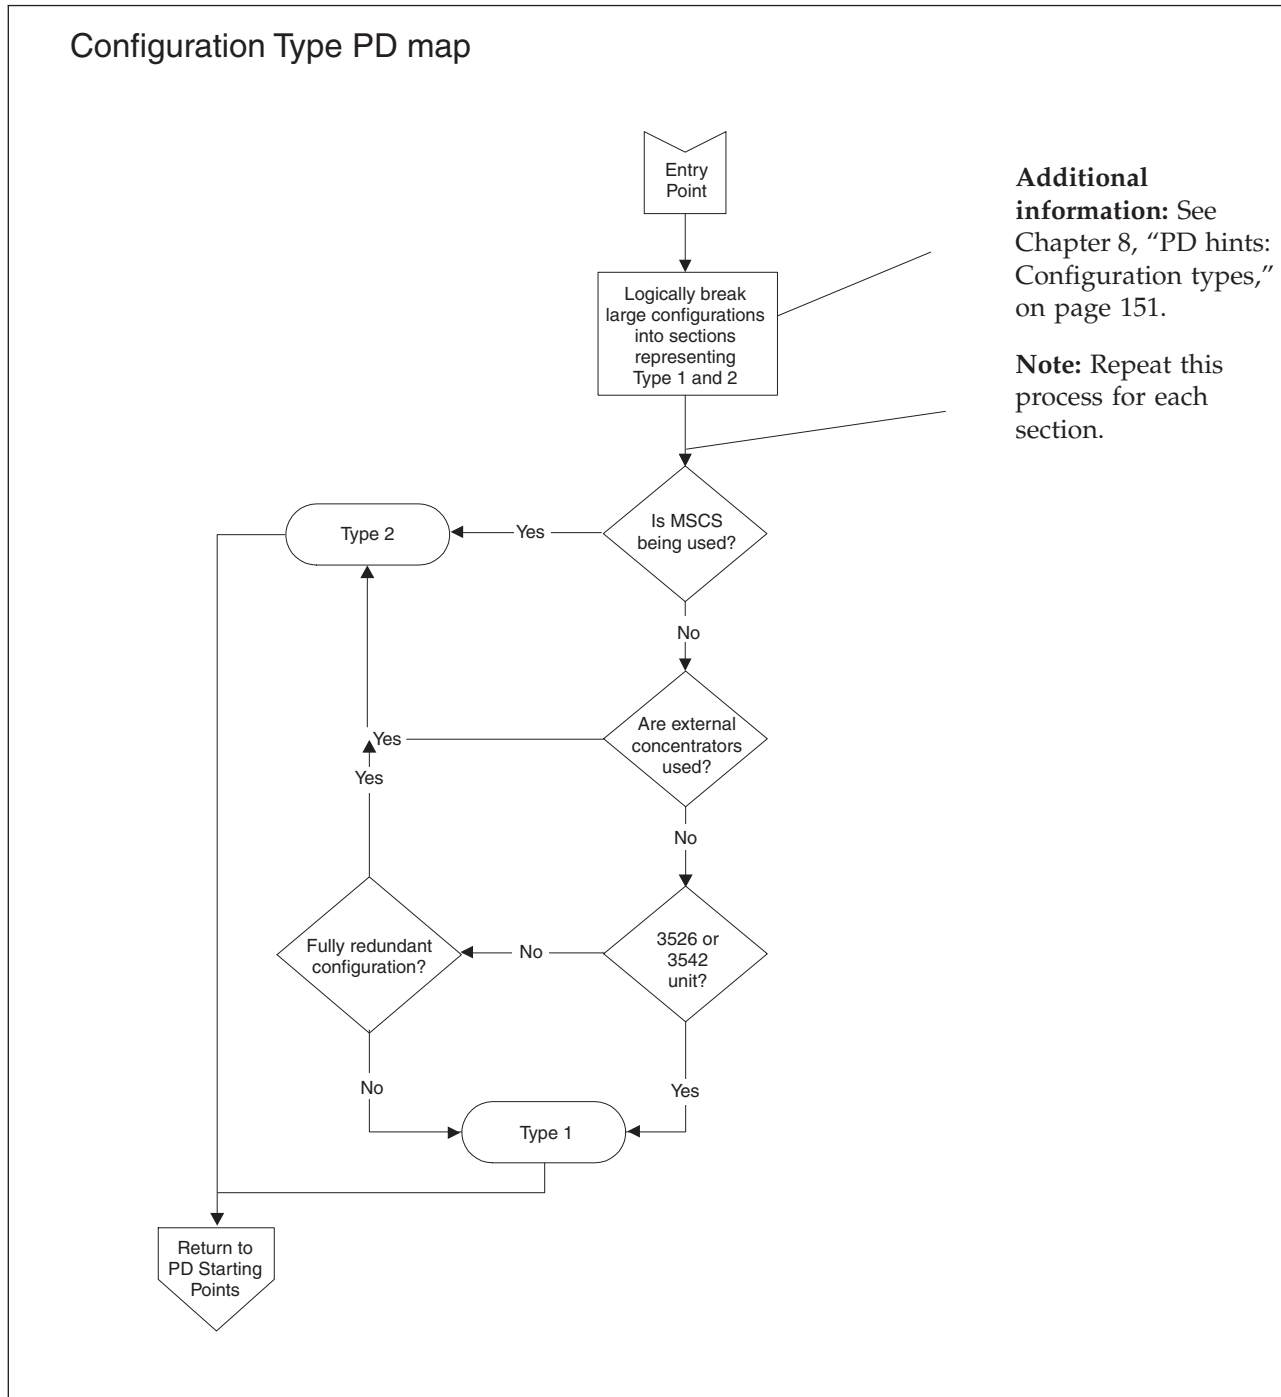 Configuration Type PD map
Entry
Point
Additional
information: See
Chapter 8, “PD hints:
Configuration types,”
on page 151.
Logically break
large configurations
into sections
representing
Type 1 and 2
Note: Repeat this
process for each
section.
Is MSCS
being used?
Yes
Type 2
No
Are external
concentrators
used?
Yes
Yes
No
3526 or
3542
unit?
No
Fully redundant
configuration?
No
Yes
Type 1
Return to
PD Starting
Points